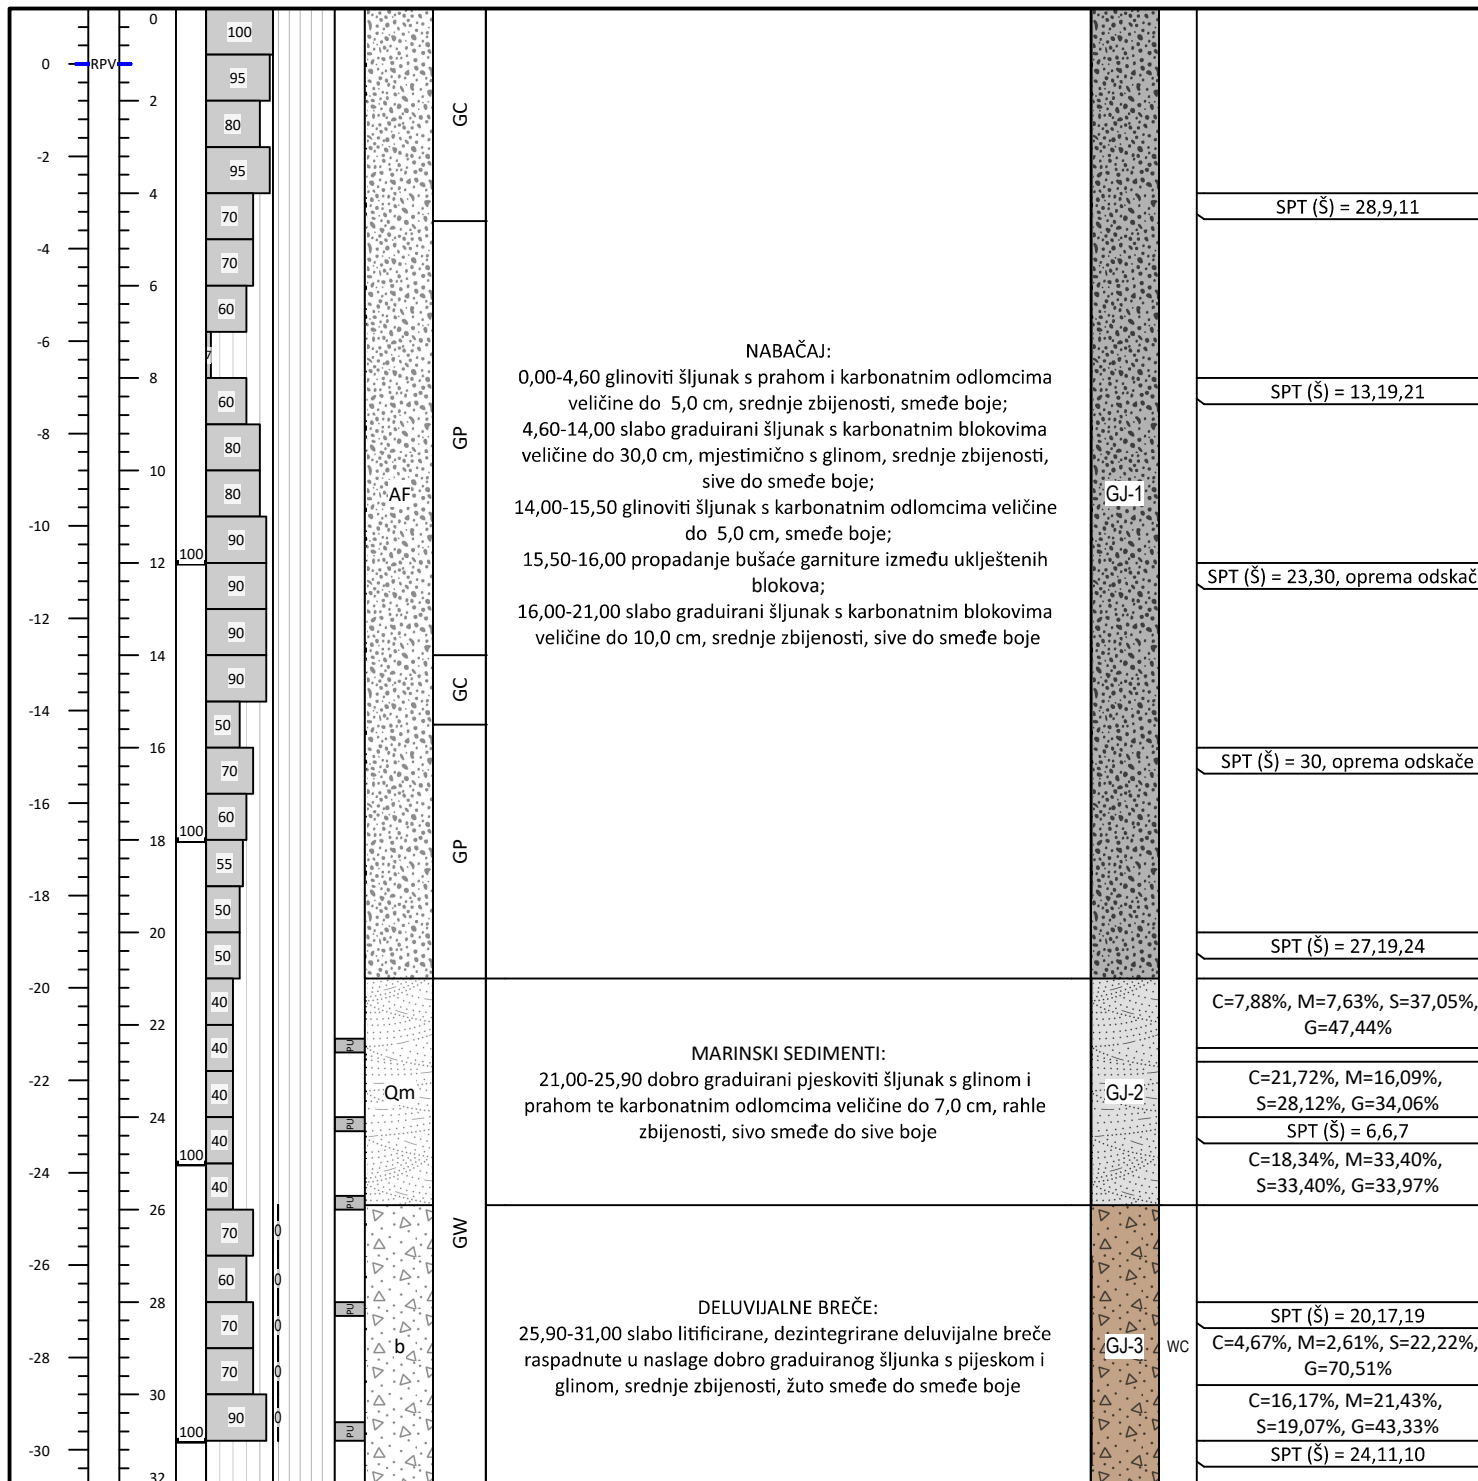 0
-2
-4
-6
-8
-10
-12
-14
-16
-18
-20
-22
-24
-26
-28
-30
RPV
0
2
4
6
8
10
12
14
16
18
20
22
24
26
28
30
32
100
100
100
100
100
95
80
95
70
70
60
7
60
80
80
90
90
90
90
50
70
60
55
50
50
40
40
40
40
40
70
60
70
70
90
0
0
0
0
0
PU
PU
PU
PU
PU
AF
Qm
b
GC
GP
GC
GP
GW
NABAČAJ:
0,00-4,60 glinoviti šljunak s prahom i karbonatnim odlomcima
veličine do 5,0 cm, srednje zbijenosti, smeđe boje;
4,60-14,00 slabo graduirani šljunak s karbonatnim blokovima
veličine do 30,0 cm, mjestimično s glinom, srednje zbijenosti,
sive do smeđe boje;
14,00-15,50 glinoviti šljunak s karbonatnim odlomcima veličine
do 5,0 cm, smeđe boje;
15,50-16,00 propadanje bušaće garniture između uklještenih
blokova;
16,00-21,00 slabo graduirani šljunak s karbonatnim blokovima
veličine do 10,0 cm, srednje zbijenosti, sive do smeđe boje
MARINSKI SEDIMENTI:
21,00-25,90 dobro graduirani pjeskoviti šljunak s glinom i
prahom te karbonatnim odlomcima veličine do 7,0 cm, rahle
zbijenosti, sivo smeđe do sive boje
DELUVIJALNE BREČE:
25,90-31,00 slabo litificirane, dezintegrirane deluvijalne breče
raspadnute u naslage dobro graduiranog šljunka s pijeskom i
glinom, srednje zbijenosti, žuto smeđe do smeđe boje
GJ-1
GJ-2
GJ-3
WC
SPT (Š) = 28,9,11
SPT (Š) = 13,19,21
SPT (Š) = 23,30, oprema odskač
SPT (Š) = 30, oprema odskače
SPT (Š) = 27,19,24
C=7,88%, M=7,63%, S=37,05%,
G=47,44%
C=21,72%, M=16,09%,
S=28,12%, G=34,06%
SPT (Š) = 6,6,7
C=18,34%, M=33,40%,
S=33,40%, G=33,97%
SPT (Š) = 20,17,19
C=4,67%, M=2,61%, S=22,22%,
G=70,51%
C=16,17%, M=21,43%,
S=19,07%, G=43,33%
SPT (Š) = 24,11,10